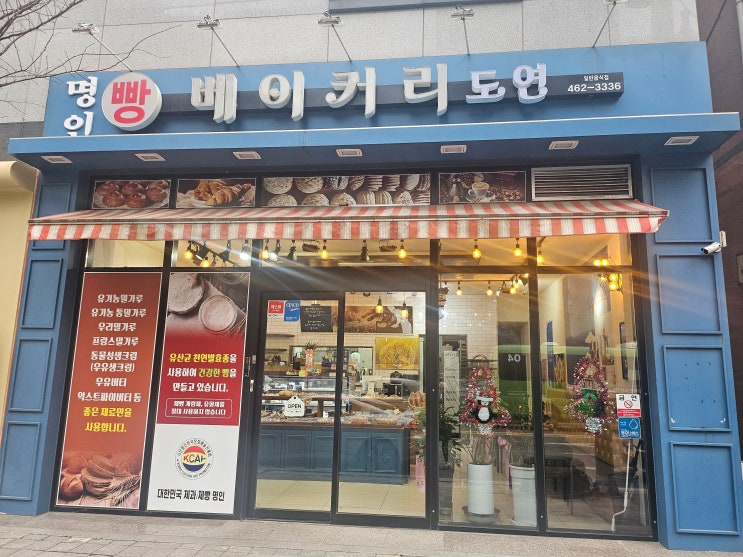 명인 빵 베이커리 도연
일반음식점
462-3336
유기농밀가루
유기농 통밀가루
우리밀가루
프랑스밀가루
동물성생크림
(우유생크림)
우유버터
엑스트라버터 등
좋은 재료만을
사용합니다.
유산균 천연발효종을
사용하여 건강한 빵을
만들고 있습니다.
KCAH
대한민국 제과제빵 명인
OPEN
04
금연